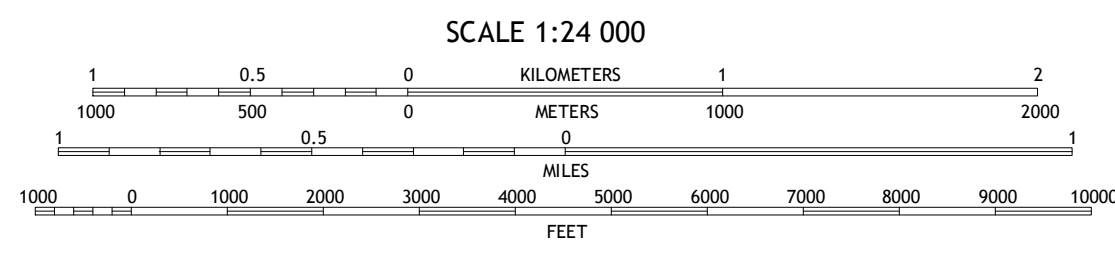 SCALE 1:24 000
1 0.5 0 KILOMETERS 1 2
1000 500 0 METERS 1000 2000
1 0.5 0 1
MILES
1000 0 1000 2000 3000 4000 5000 6000 7000 8000 9000 10000
FEET